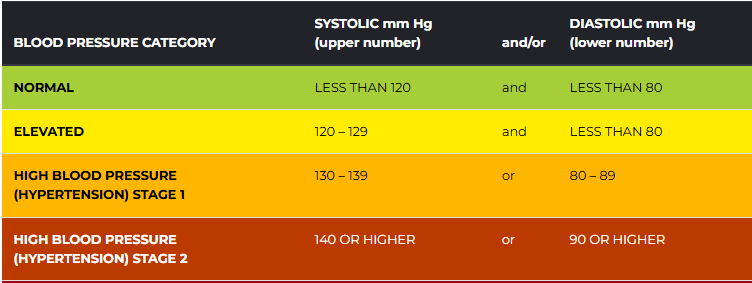 BLOOD PRESSURE CATEGORY SYSTOLIC mm Hg (upper number) and/or DIASTOLIC mm Hg (lower number)
NORMAL LESS THAN 120 and LESS THAN 80
ELEVATED 120 – 129 and LESS THAN 80
HIGH BLOOD PRESSURE (HYPERTENSION) STAGE 1 130 – 139 or 80 – 89
HIGH BLOOD PRESSURE (HYPERTENSION) STAGE 2 140 OR HIGHER or 90 OR HIGHER